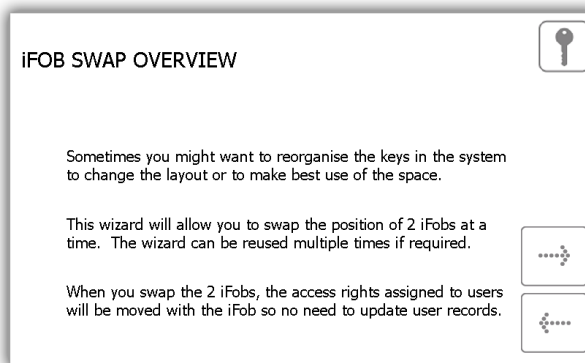 iFOB SWAP OVERVIEW
Sometimes you might want to reorganise the keys in the system
to change the layout or to make best use of the space.
This wizard will allow you to swap the position of 2 iFobs at a
time.  The wizard can be reused multiple times if required.
When you swap the 2 iFobs, the access rights assigned to users
will be moved with the iFob so no need to update user records.